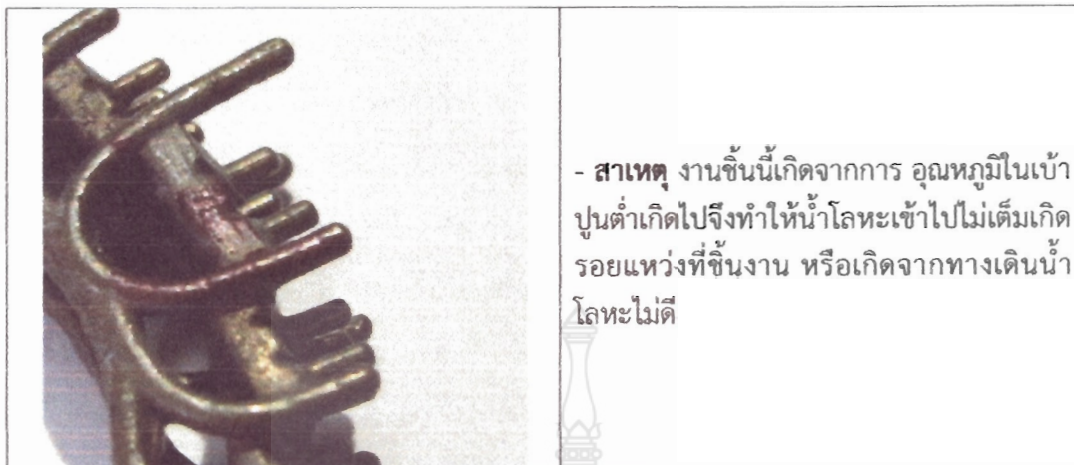 - สาเหตุ งานชิ้นนี้เกิดจากการ อุณหภูมิในเบ้า
ปูนต่ำเกิดไปจึงทำให้น้ำโลหะเข้าไปไม่เต็มเกิด
รอยแหว่งที่ชิ้นงาน หรือเกิดจากทางเดินน้ำ
โลหะไม่ดี